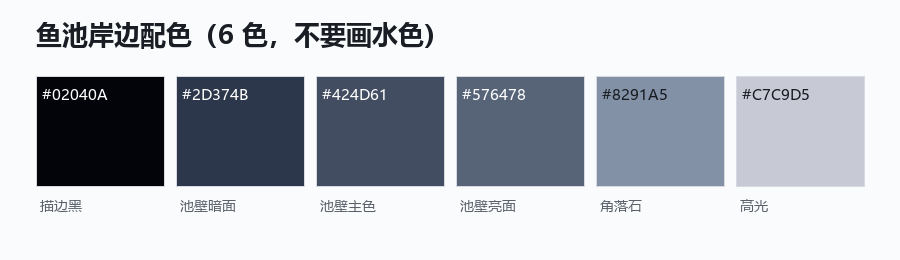 鱼池岸边配色（6 色，不要画水色）
#02040A #2D374B #424D61 #576478 #8291A5 #C7C9D5
描边黑 池壁暗面 池壁主色 池壁亮面 角落石 高光